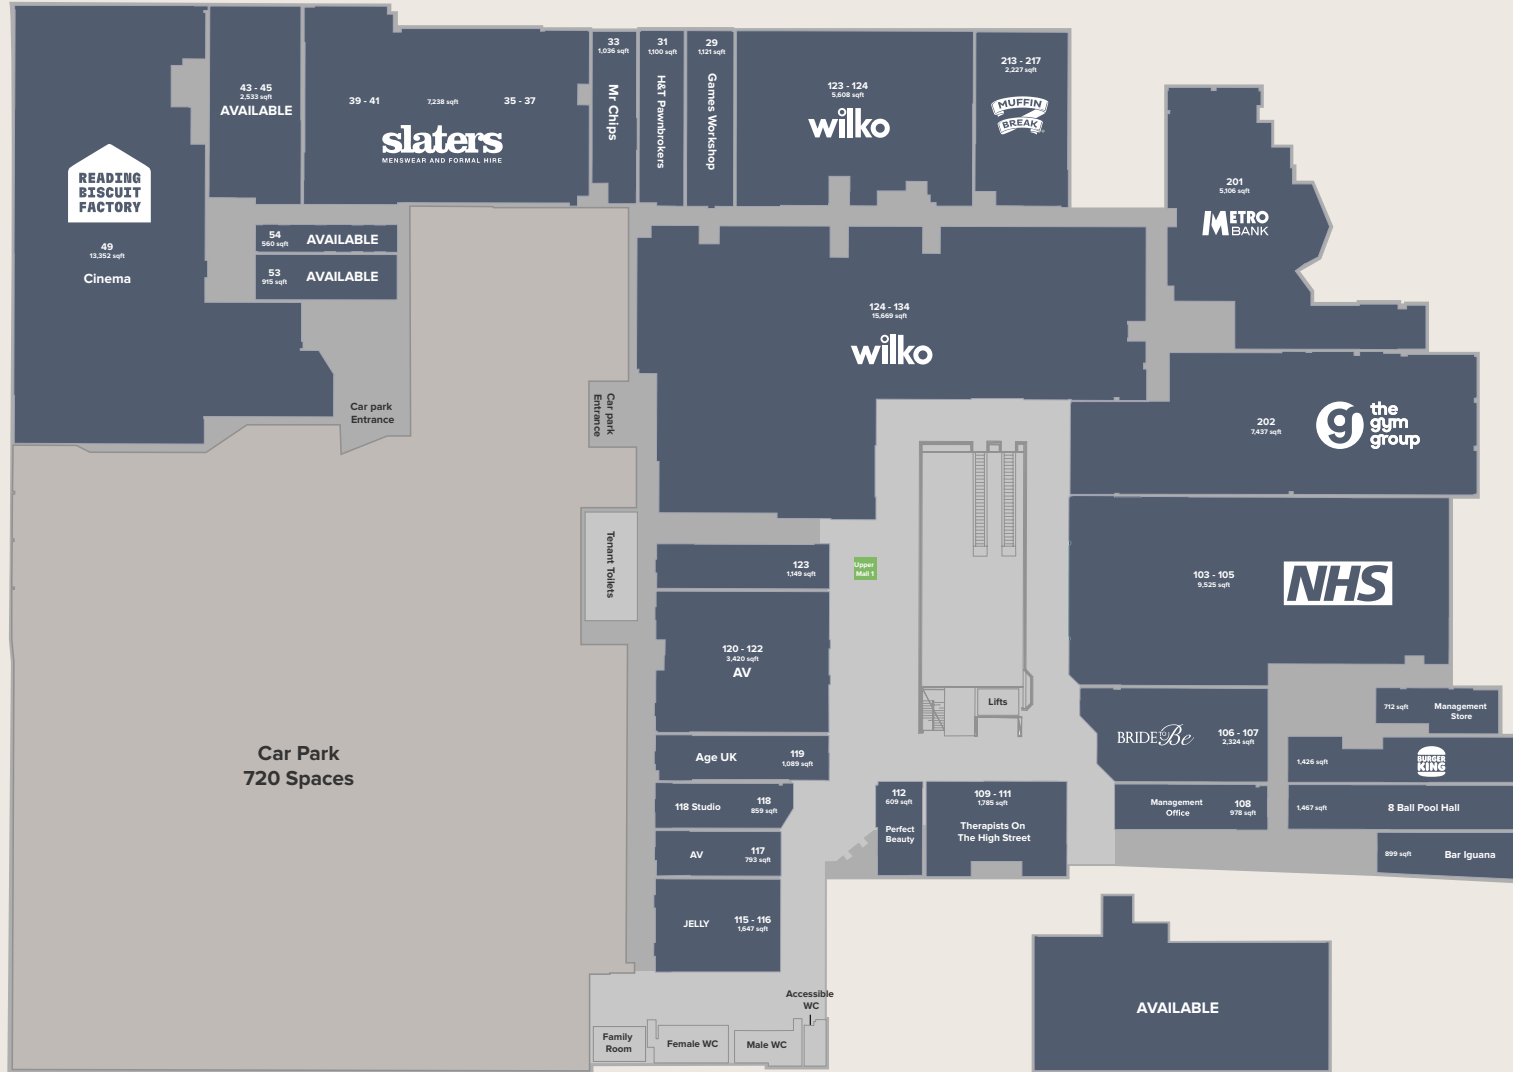 43 - 45
2,533 sqft
AVAILABLE
39 - 41
7,238 sqft
35 - 37
slaters
MENSWEAR AND FORMAL HIRE
33
1,036 sqft
Mr Chips
31
1,100 sqft
H&T Pawnbrokers
29
1,121 sqft
Games Workshop
123 - 124
5,608 sqft
wilko
213 - 217
2,227 sqft
MUFFIN
BREAK
READING
BISCUIT
FACTORY
49
13,352 sqft
Cinema
54
560 sqft
AVAILABLE
53
915 sqft
AVAILABLE
201
5,106 sqft
METRO
BANK
124 - 134
15,669 sqft
wilko
Car park
Entrance
Car park
Entrance
202
7,437 sqft
the
gym
group
Tenant Toilets
123
1,149 sqft
Upper
Mall 1
103 - 105
9,525 sqft
NHS
120 - 122
3,420 sqft
AV
Lifts
712 sqft
Management
Store
BRIDE to Be
106 - 107
2,324 sqft
Age UK
119
1,089 sqft
1,426 sqft
BURGER
KING
Car Park
720 Spaces
118 Studio
118
859 sqft
112
609 sqft
Perfect
Beauty
109 - 111
1,785 sqft
Therapists On
The High Street
Management
Office
108
978 sqft
1,467 sqft
8 Ball Pool Hall
AV
117
793 sqft
899 sqft
Bar Iguana
JELLY
115 - 116
1,647 sqft
Accessible
WC
AVAILABLE
Family
Room
Female WC
Male WC